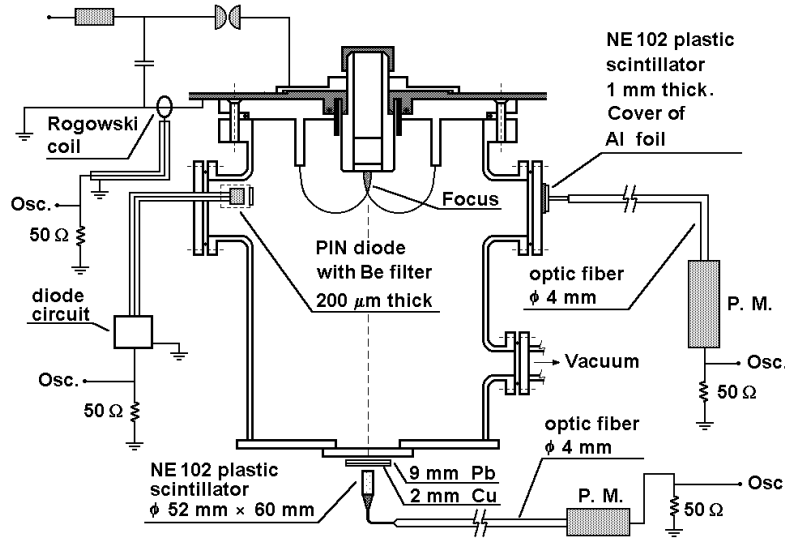 NE 102 plastic
scintillator
1 mm thick.
Cover of
Al foil
Rogowski
coil
Osc.
50 Ω
Focus
PIN diode
with Be filter
200 μm thick
optic fiber
ϕ 4 mm
P. M.
diode
circuit
Vacuum
Osc.
Osc.
50 Ω
50 Ω
optic fiber
ϕ 4 mm
NE 102 plastic
scintillator
ϕ 52 mm × 60 mm
9 mm Pb
2 mm Cu
P. M.
Osc.
50 Ω